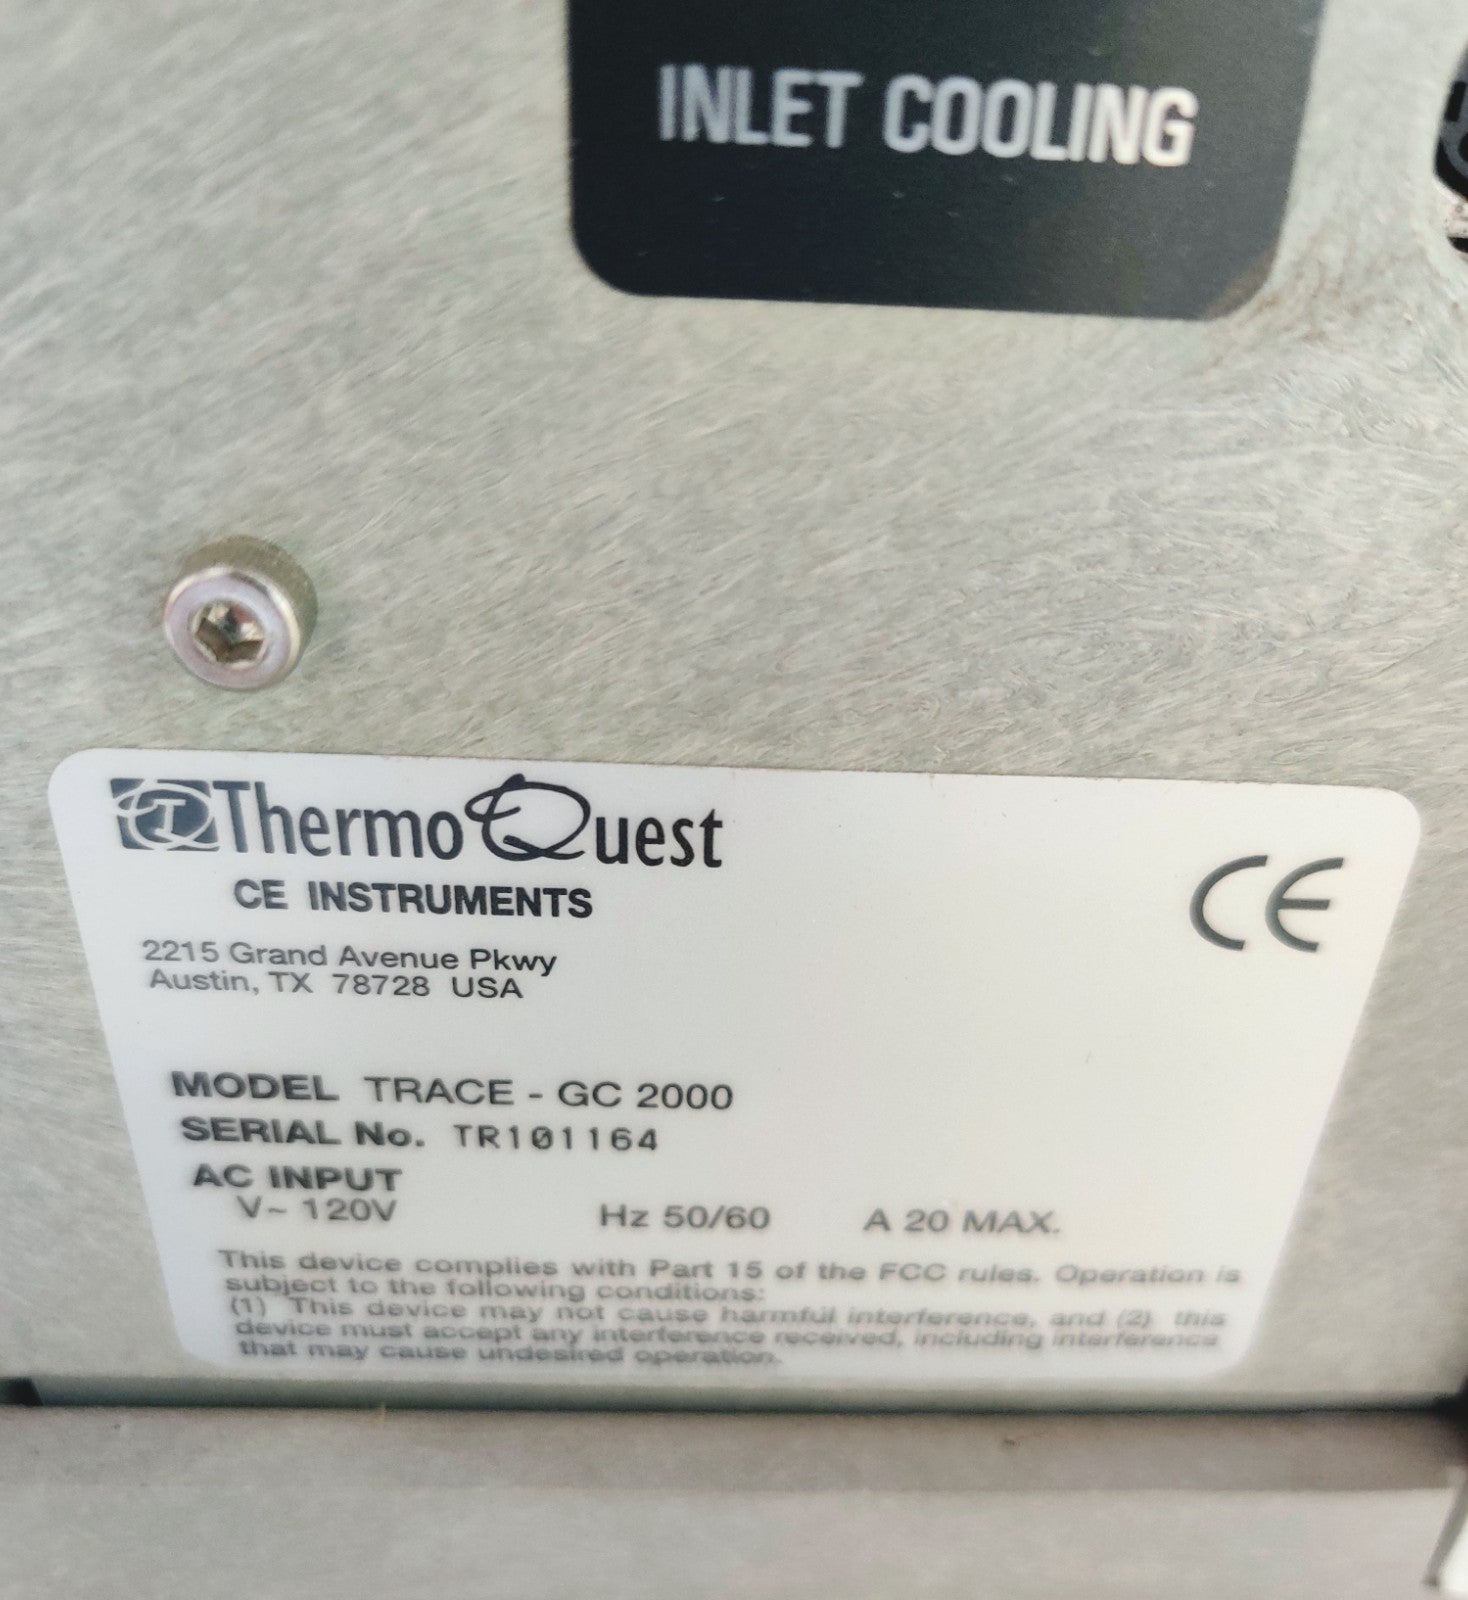 INLET COOLING
ThermoQuest
CE INSTRUMENTS
CE
2215 Grand Avenue Pkwy
Austin, TX 78728 USA
MODEL TRACE - GC 2000
SERIAL No. TR101164
AC INPUT
V~ 120V Hz 50/60 A 20 MAX.
This device complies with Part 15 of the FCC rules. Operation is
subject to the following conditions:
(1) This device may not cause harmful interference, and (2) this
device must accept any interference received, including interference
that may cause undesired operation.